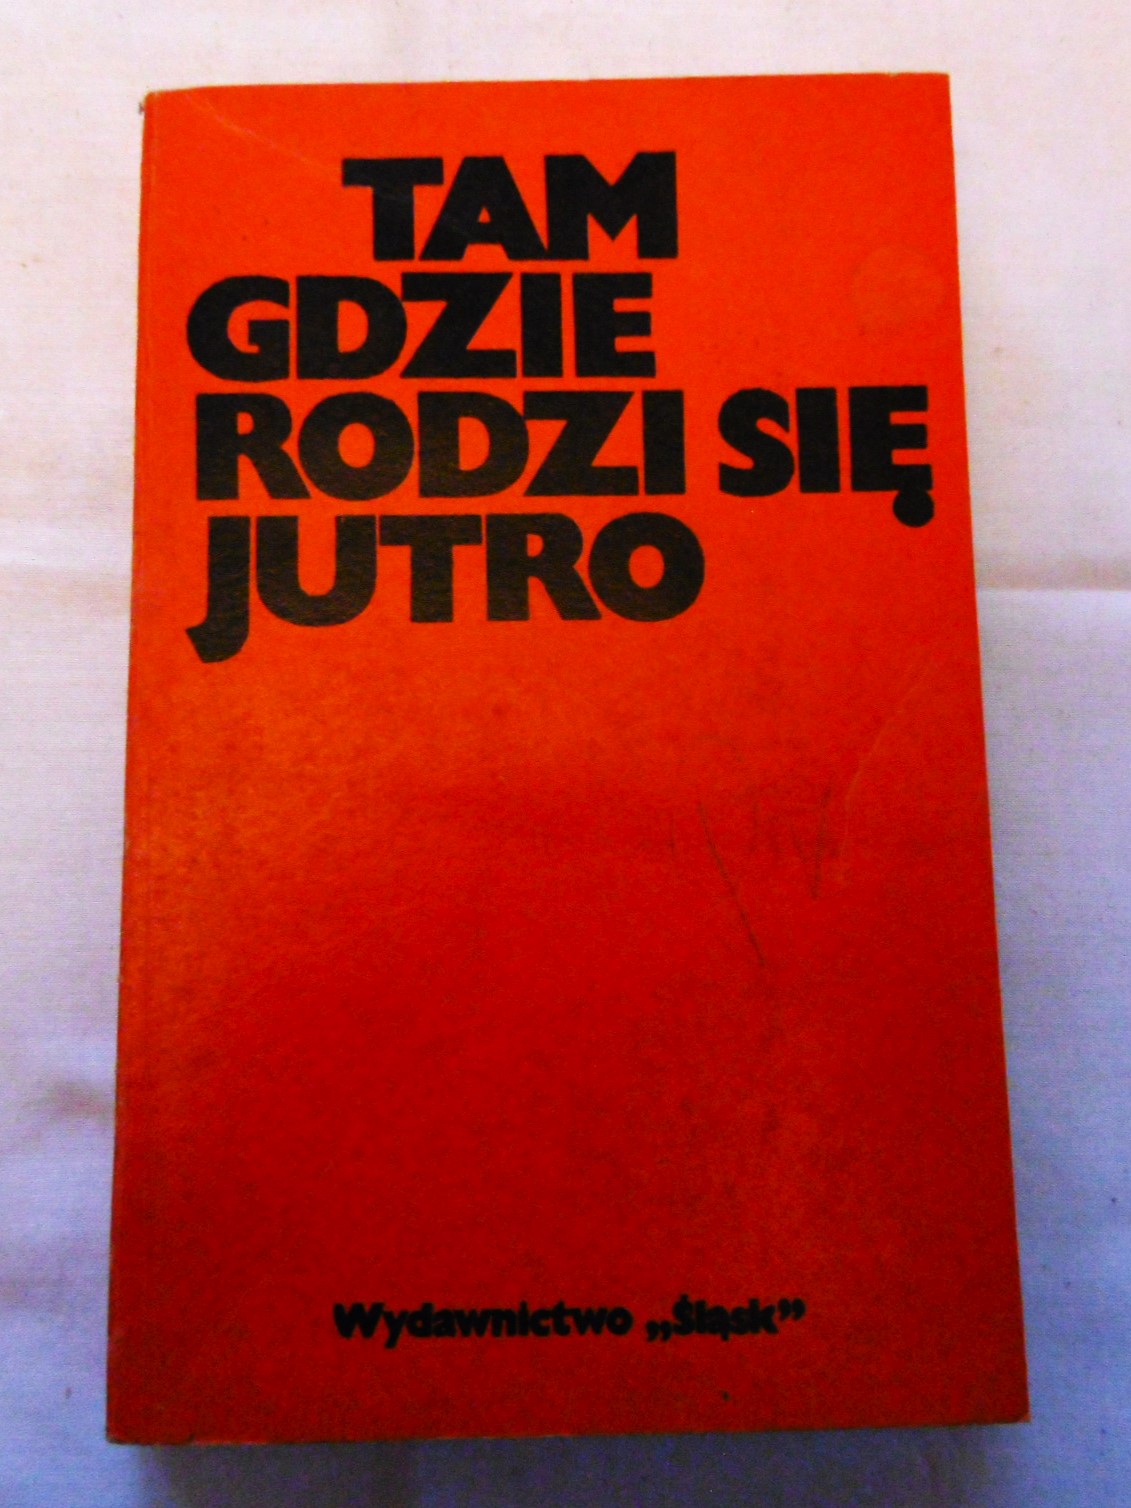 TAM
GDZIE
RODZI SIĘ
JUTRO
Wydawnictwo „Śląsk”